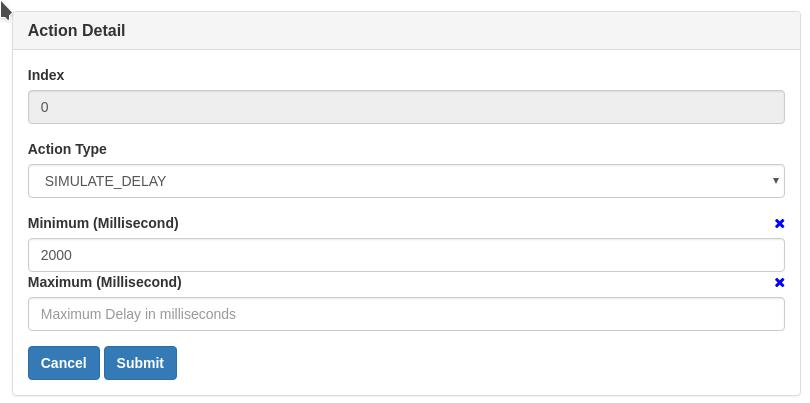 Action Detail
Index
0
Action Type
SIMULATE_DELAY
Minimum (Millisecond)
2000
Maximum (Millisecond)
Maximum Delay in milliseconds
Cancel Submit